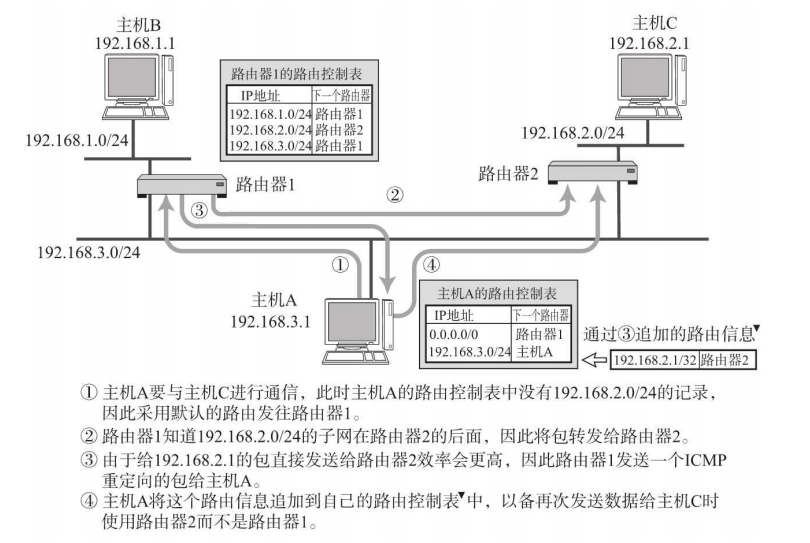 主机B
192.168.1.1
主机C
192.168.2.1
路由器1的路由控制表
IP地址 下一个路由器
192.168.1.0/24 路由器1
192.168.2.0/24 路由器2
192.168.3.0/24 路由器1
192.168.1.0/24
192.168.2.0/24
路由器1
路由器2
②
③
192.168.3.0/24
①
④
主机A
192.168.3.1
主机A的路由控制表
IP地址 下一个路由器
0.0.0.0/0 路由器1
192.168.3.0/24 主机A
通过③追加的路由信息▼
192.168.2.1/32 路由器2
① 主机A要与主机C进行通信，此时主机A的路由控制表中没有192.168.2.0/24的记录，
因此采用默认的路由发往路由器1。
② 路由器1知道192.168.2.0/24的子网在路由器2的后面，因此将包转发给路由器2。
③ 由于给192.168.2.1的包直接发送给路由器2效率会更高，因此路由器1发送一个ICMP
重定向的包给主机A。
④ 主机A将这个路由信息追加到自己的路由控制表▼中，以备再次发送数据给主机C时
使用路由器2而不是路由器1。